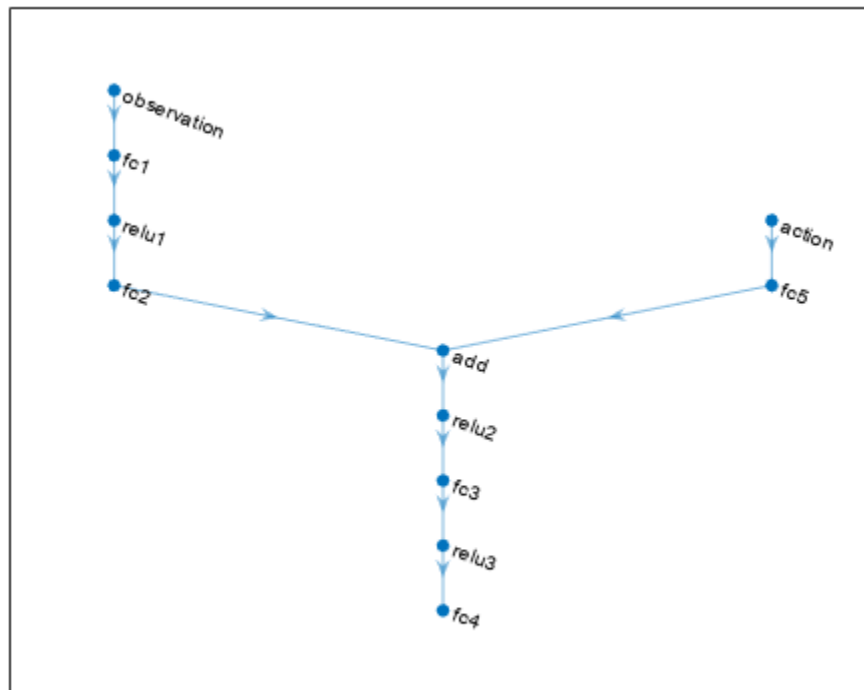 observation
fc1
relu1
fc2
action
fc5
add
relu2
fc3
relu3
fc4